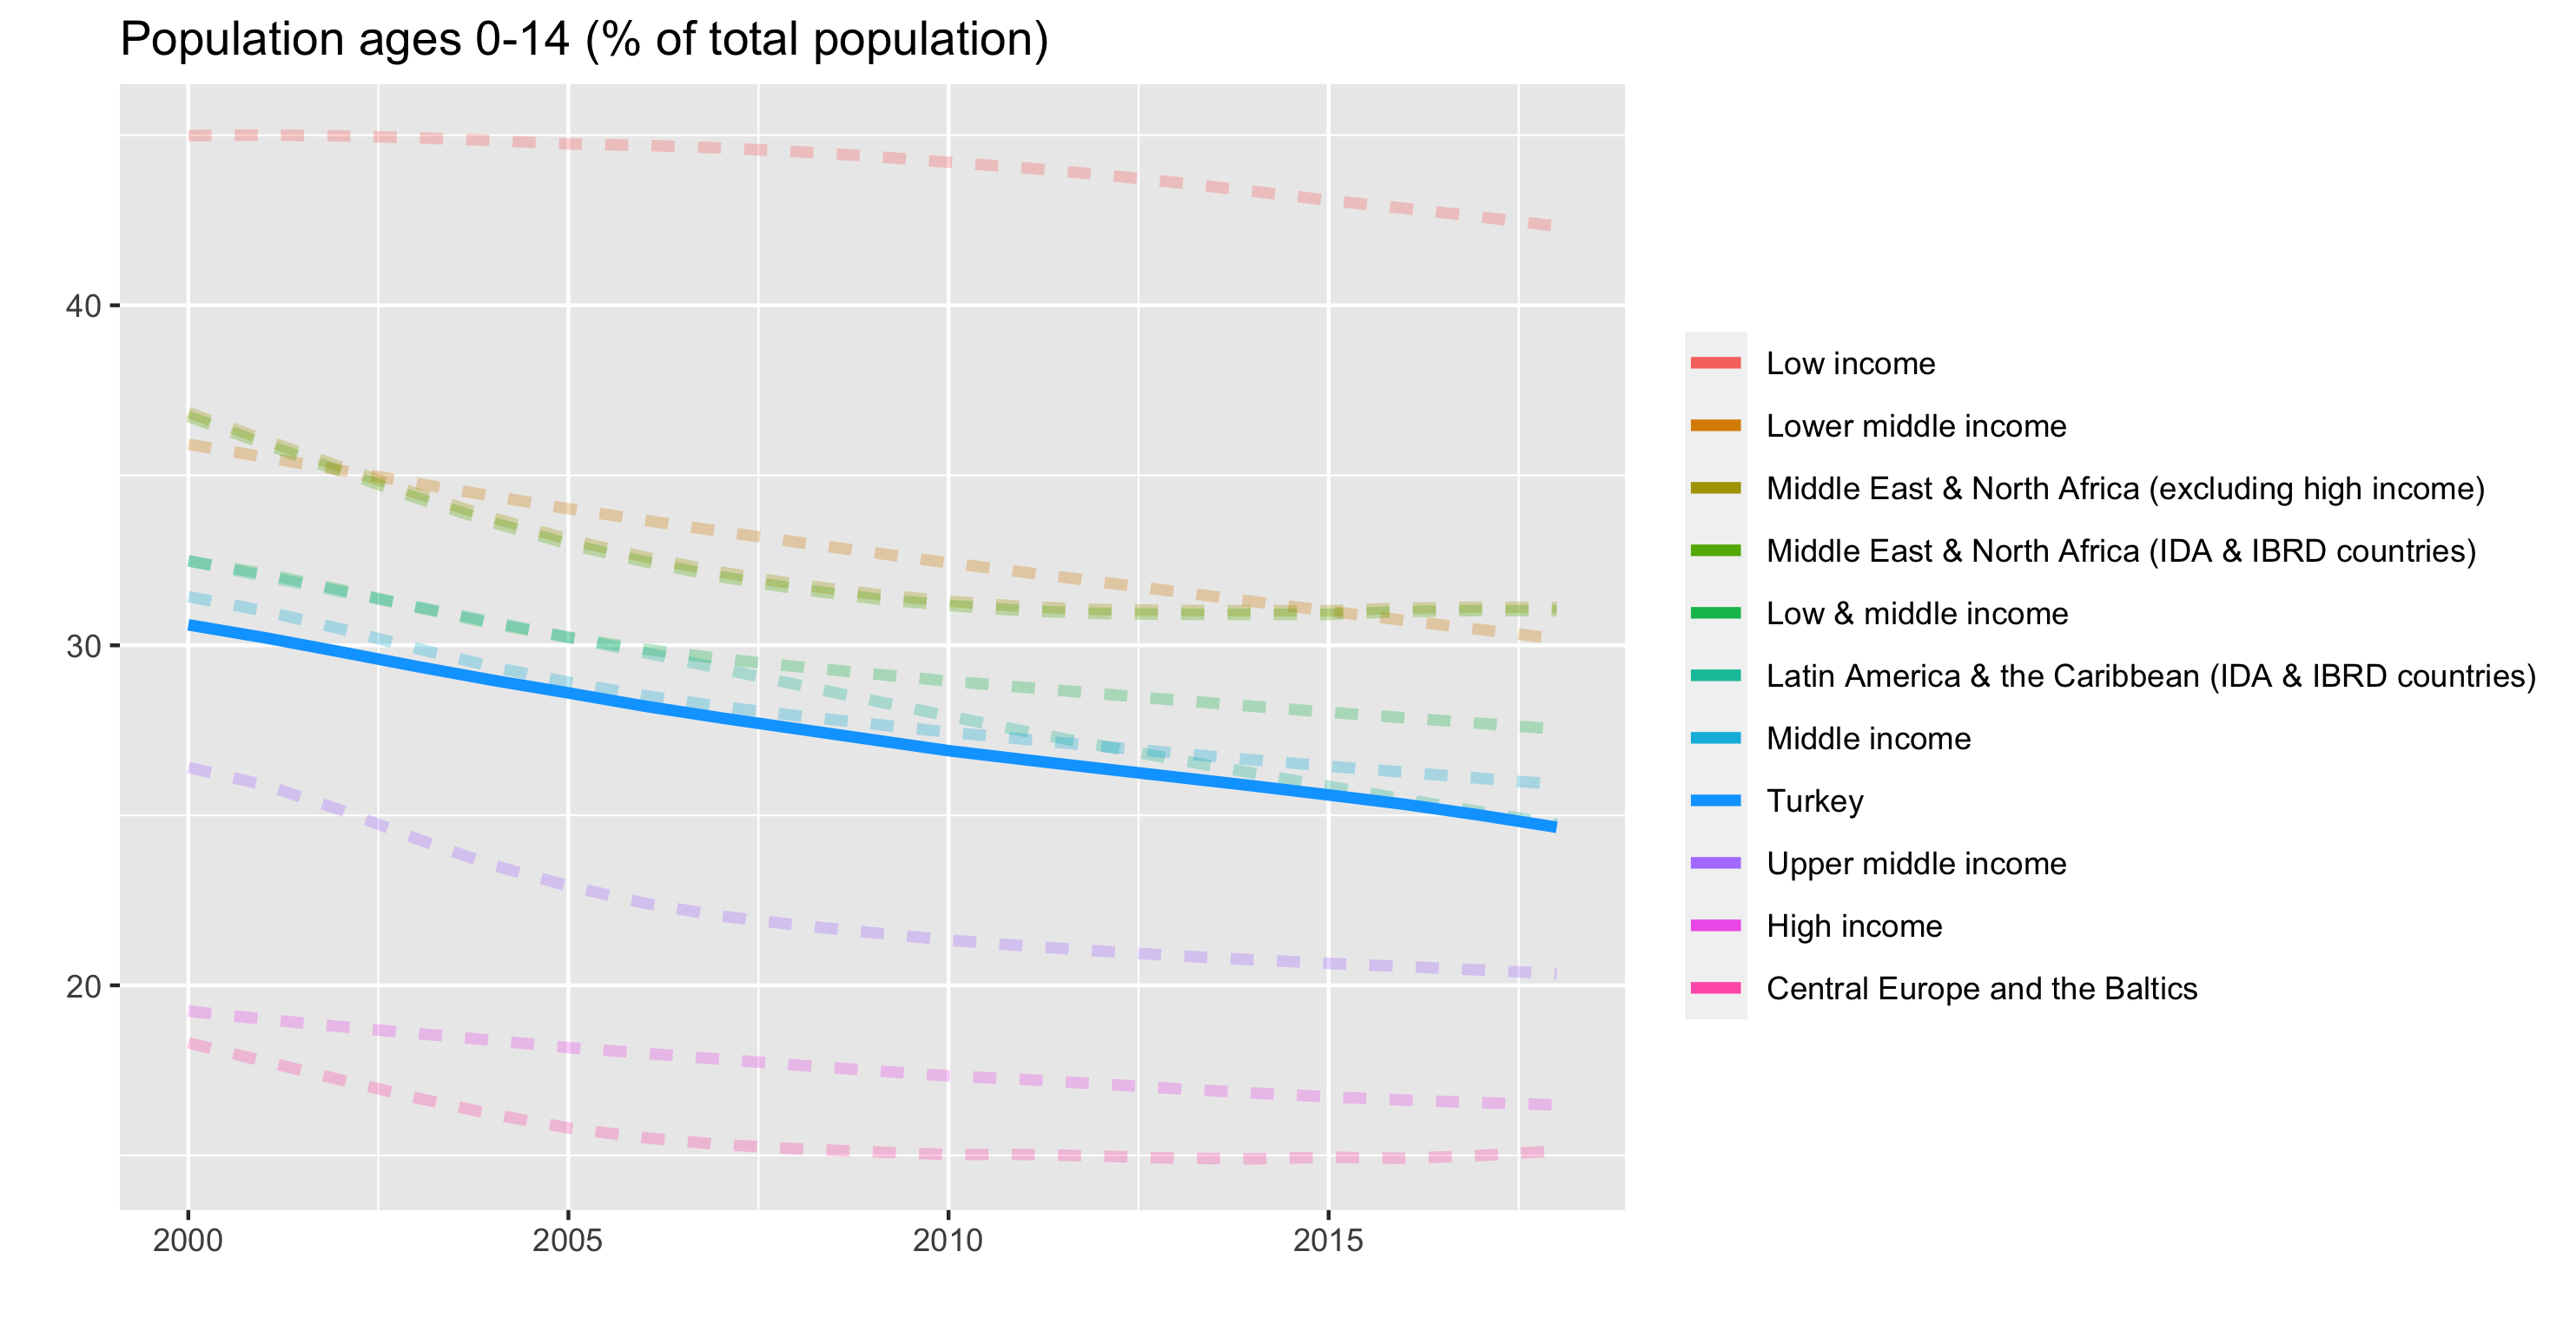 Population ages 0-14 (% of total population)
40
30
20
2000
2005
2010
2015
Low income
Lower middle income
Middle East & North Africa (excluding high income)
Middle East & North Africa (IDA & IBRD countries)
Low & middle income
Latin America & the Caribbean (IDA & IBRD countries)
Middle income
Turkey
Upper middle income
High income
Central Europe and the Baltics